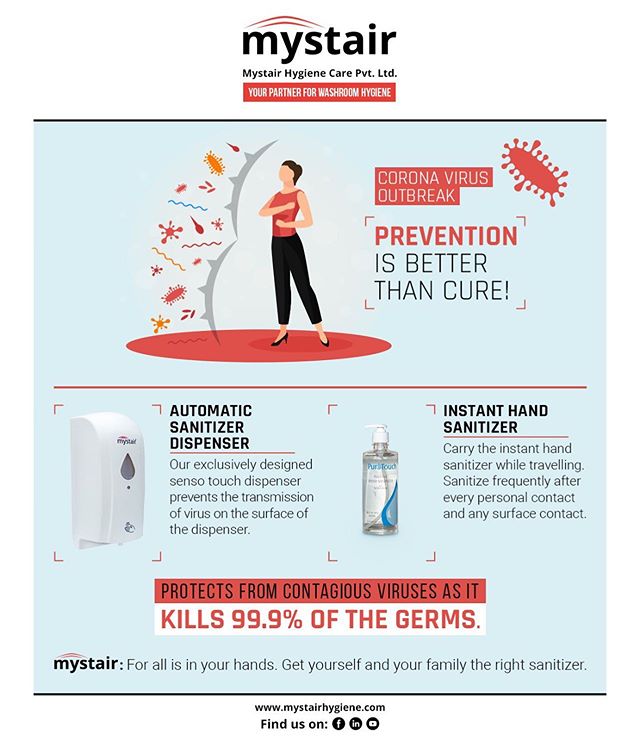 mystair
Mystair Hygiene Care Pvt. Ltd.
YOUR PARTNER FOR WASHROOM HYGIENE
CORONA VIRUS
OUTBREAK
PREVENTION
IS BETTER
THAN CURE!
mystair
AUTOMATIC
SANITIZER
DISPENSER
Our exclusively designed
senso touch dispenser
prevents the transmission
of virus on the surface of
the dispenser.
PuriTouch
INSTANT HAND
SANITIZER
Carry the instant hand
sanitizer while travelling.
Sanitize frequently after
every personal contact
and any surface contact.
PROTECTS FROM CONTAGIOUS VIRUSES AS IT
KILLS 99.9% OF THE GERMS.
mystair : For all is in your hands. Get yourself and your family the right sanitizer.
www.mystairhygiene.com
Find us on: